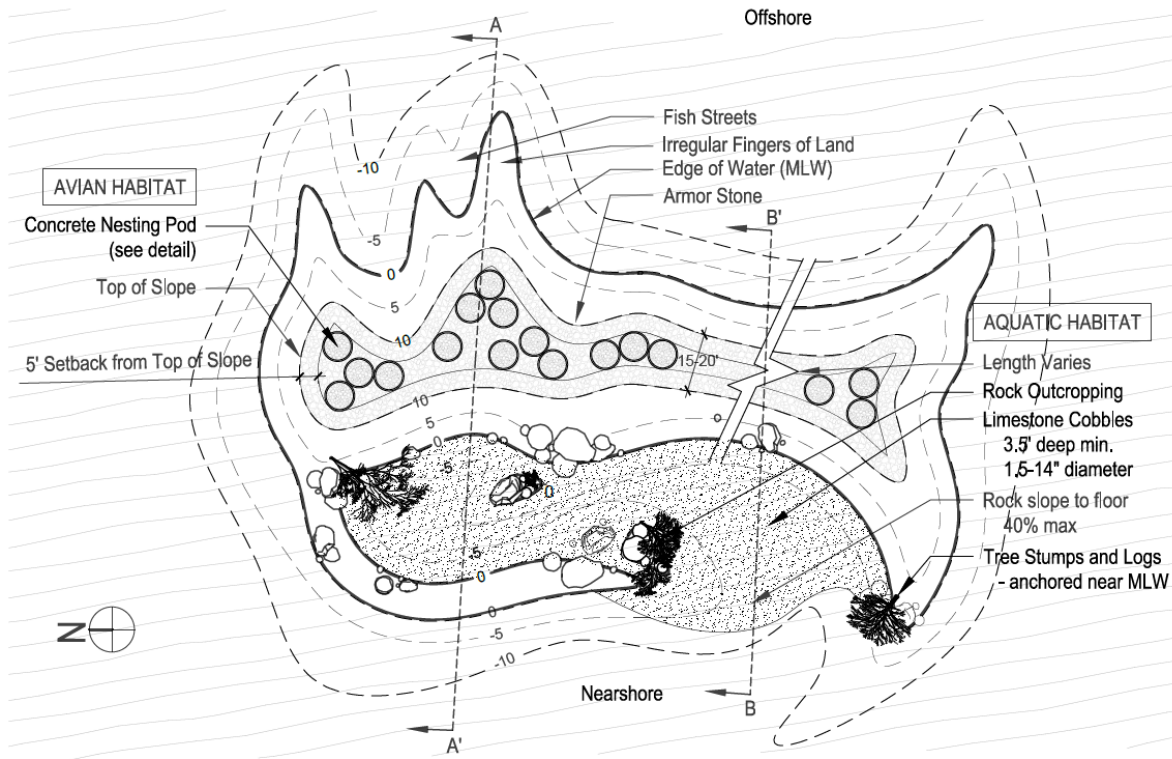 Offshore
A
Fish Streets
Irregular Fingers of Land
Edge of Water (MLW)
Armor Stone
-10
AVIAN HABITAT
Concrete Nesting Pod
(see detail)
B'
-5
0
Top of Slope
5
10
AQUATIC HABITAT
5' Setback from Top of Slope
15-20'
Length Varies
Rock Outcropping
Limestone Cobbles
3.5' deep min.
1.5-14" diameter
10
5
0
-5
0
Rock slope to floor
40% max
-5
0
Tree Stumps and Logs
- anchored near MLW
0
-5
-10
N
Nearshore
B
A'